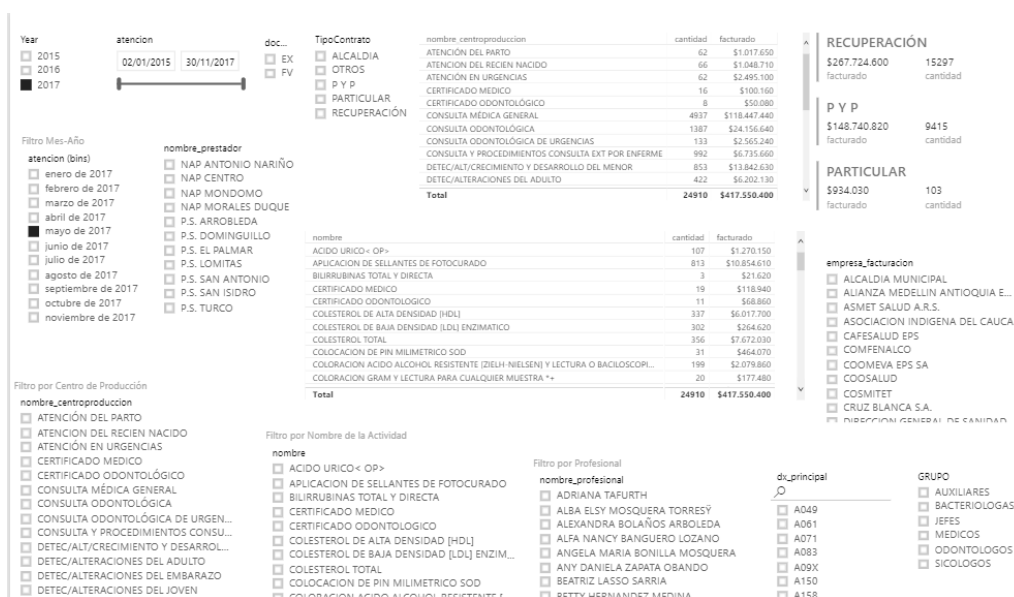 Year
2015
2016
2017
atencion
02/01/2015 30/11/2017
doc...
EX
FV
TipoContrato
ALCALDIA
OTROS
P Y P
PARTICULAR
RECUPERACIÓN
nombre_centroproduccion cantidad facturado
ATENCIÓN DEL PARTO 62 $1.017.650
ATENCION DEL RECIEN NACIDO 66 $1.048.710
ATENCIÓN EN URGENCIAS 62 $2.495.100
CERTIFICADO MEDICO 16 $100.160
CERTIFICADO ODONTOLÓGICO 8 $50.080
CONSULTA MÉDICA GENERAL 4937 $118.447.440
CONSULTA ODONTOLÓGICA 1387 $24.156.640
CONSULTA ODONTOLÓGICA DE URGENCIAS 133 $2.565.240
CONSULTA Y PROCEDIMIENTOS CONSULTA EXT POR ENFERME 992 $6.735.660
DETEC/ALT/CRECIMIENTO Y DESARROLLO DEL MENOR 853 $13.842.630
DETEC/ALTERACIONES DEL ADULTO 422 $6.202.130
Total 24910 $417.550.400
RECUPERACIÓN
$267.724.600 15297
facturado cantidad
P Y P
$148.740.820 9415
facturado cantidad
PARTICULAR
$934.030 103
facturado cantidad
Filtro Mes-Año
atencion (bins)
enero de 2017
febrero de 2017
marzo de 2017
abril de 2017
mayo de 2017
junio de 2017
julio de 2017
agosto de 2017
septiembre de 2017
octubre de 2017
noviembre de 2017
nombre_prestador
NAP ANTONIO NARIÑO
NAP CENTRO
NAP MONDOMO
NAP MORALES DUQUE
P.S. ARROBLEDA
P.S. DOMINGUILLO
P.S. EL PALMAR
P.S. LOMITAS
P.S. SAN ANTONIO
P.S. SAN ISIDRO
P.S. TURCO
nombre cantidad facturado
ACIDO URICO< OP> 107 $1.270.150
APLICACION DE SELLANTES DE FOTOCURADO 813 $10.854.610
BILIRRUBINAS TOTAL Y DIRECTA 3 $21.620
CERTIFICADO MEDICO 19 $118.940
CERTIFICADO ODONTOLOGICO 11 $68.860
COLESTEROL DE ALTA DENSIDAD [HDL] 337 $6.017.700
COLESTEROL DE BAJA DENSIDAD [LDL] ENZIMATICO 302 $264.620
COLESTEROL TOTAL 356 $7.672.030
COLOCACION DE PIN MILIMETRICO SOD 31 $464.070
COLORACION ACIDO ALCOHOL RESISTENTE [ZIELH-NIELSEN] Y LECTURA O BACILOSCOPI... 199 $2.079.860
COLORACION GRAM Y LECTURA PARA CUALQUIER MUESTRA *+ 20 $177.480
Total 24910 $417.550.400
empresa_facturacion
ALCALDIA MUNICIPAL
ALIANZA MEDELLIN ANTIOQUIA E...
ASMET SALUD A.R.S.
ASOCIACION INDIGENA DEL CAUCA
CAFESALUD EPS
COMFENALCO
COOMEVA EPS SA
COOSALUD
COSMITET
CRUZ BLANCA S.A.
DIRECCION GENERAL DE SANIDAD
Filtro por Centro de Producción
nombre_centroproduccion
ATENCIÓN DEL PARTO
ATENCION DEL RECIEN NACIDO
ATENCIÓN EN URGENCIAS
CERTIFICADO MEDICO
CERTIFICADO ODONTOLÓGICO
CONSULTA MÉDICA GENERAL
CONSULTA ODONTOLÓGICA
CONSULTA ODONTOLÓGICA DE URGEN...
CONSULTA Y PROCEDIMIENTOS CONSU...
DETEC/ALT/CRECIMIENTO Y DESARROL...
DETEC/ALTERACIONES DEL ADULTO
DETEC/ALTERACIONES DEL EMBARAZO
DETEC/ALTERACIONES DEL JOVEN
Filtro por Nombre de la Actividad
nombre
ACIDO URICO< OP>
APLICACION DE SELLANTES DE FOTOCURADO
BILIRRUBINAS TOTAL Y DIRECTA
CERTIFICADO MEDICO
CERTIFICADO ODONTOLOGICO
COLESTEROL DE ALTA DENSIDAD [HDL]
COLESTEROL DE BAJA DENSIDAD [LDL] ENZIM...
COLESTEROL TOTAL
COLOCACION DE PIN MILIMETRICO SOD
COLORACION ACIDO ALCOHOL RESISTENTE [
Filtro por Profesional
nombre_profesional
ADRIANA TAFURTH
ALBA ELSY MOSQUERA TORRESŸ
ALEXANDRA BOLAÑOS ARBOLEDA
ALFA NANCY BANGUERO LOZANO
ANGELA MARIA BONILLA MOSQUERA
ANY DANIELA ZAPATA OBANDO
BEATRIZ LASSO SARRIA
BETTY HERNANDEZ MEDINA
dx_principal
A049
A061
A071
A083
A09X
A150
A158
GRUPO
AUXILIARES
BACTERIOLOGAS
JEFES
MEDICOS
ODONTOLOGOS
SICOLOGOS